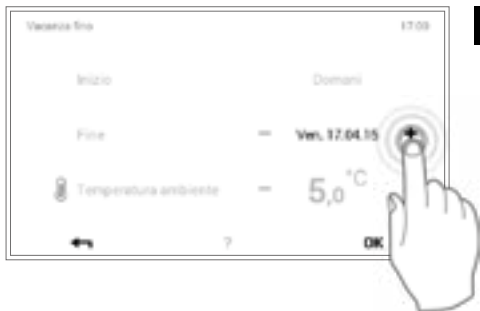 Vacanza fino 17:09
Inizio Domani
Fine − Ven. 17.04.15 +
Temperatura ambiente − 5,0 °C
? OK